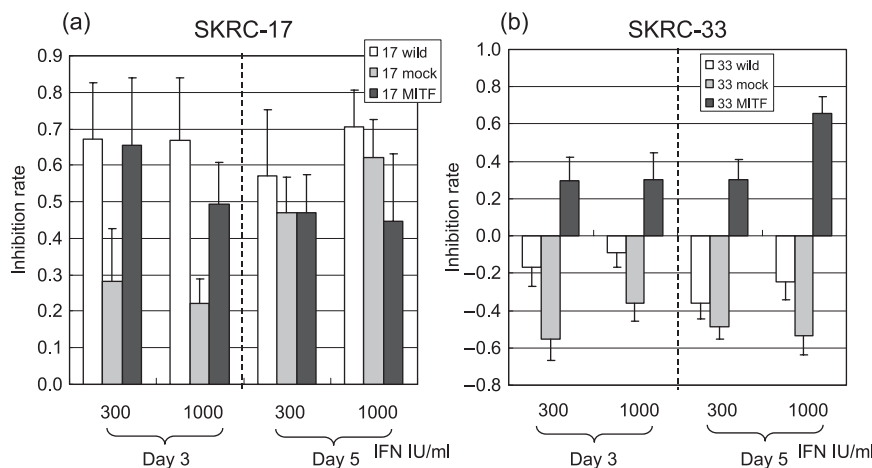 (a)
SKRC-17
Inhibition rate
0.9
0.8
0.7
0.6
0.5
0.4
0.3
0.2
0.1
0.0
17 wild
17 mock
17 MITF
300
1000
300
1000
Day 3
Day 5
IFN IU/ml
(b)
SKRC-33
Inhibition rate
1.0
0.8
0.6
0.4
0.2
0.0
−0.2
−0.4
−0.6
−0.8
33 wild
33 mock
33 MITF
300
1000
300
1000
Day 3
Day 5
IFN IU/ml